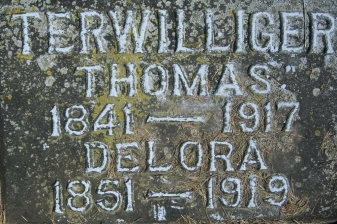 TERWILLIGER
THOMAS
1841 — 1917
DELORA
1851 — 1919